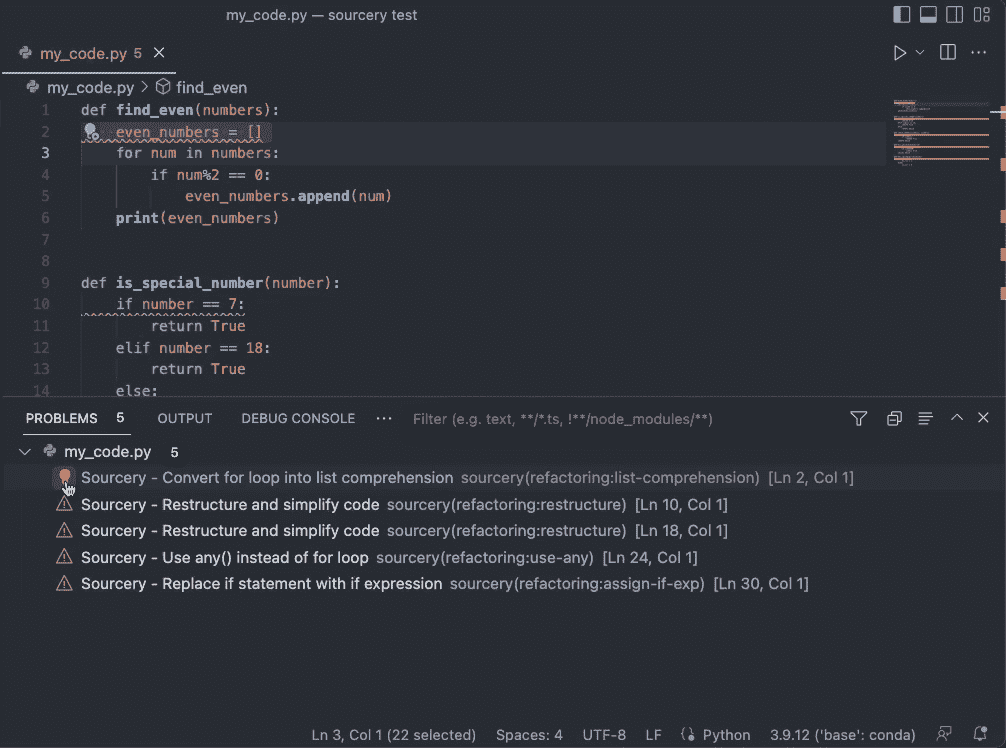 my_code.py — sourcery test
my_code.py 5
my_code.py > find_even
1 def find_even(numbers):
2 even_numbers = []
3 for num in numbers:
4 if num%2 == 0:
5 even_numbers.append(num)
6 print(even_numbers)
7
8
9 def is_special_number(number):
10 if number == 7:
11 return True
12 elif number == 18:
13 return True
14 else:
PROBLEMS 5 OUTPUT DEBUG CONSOLE ··· Filter (e.g. text, **/*.ts, !**/node_modules/**)
my_code.py 5
Sourcery - Convert for loop into list comprehension sourcery(refactoring:list-comprehension) [Ln 2, Col 1]
Sourcery - Restructure and simplify code sourcery(refactoring:restructure) [Ln 10, Col 1]
Sourcery - Restructure and simplify code sourcery(refactoring:restructure) [Ln 18, Col 1]
Sourcery - Use any() instead of for loop sourcery(refactoring:use-any) [Ln 24, Col 1]
Sourcery - Replace if statement with if expression sourcery(refactoring:assign-if-exp) [Ln 30, Col 1]
Ln 3, Col 1 (22 selected) Spaces: 4 UTF-8 LF Python 3.9.12 ('base': conda)